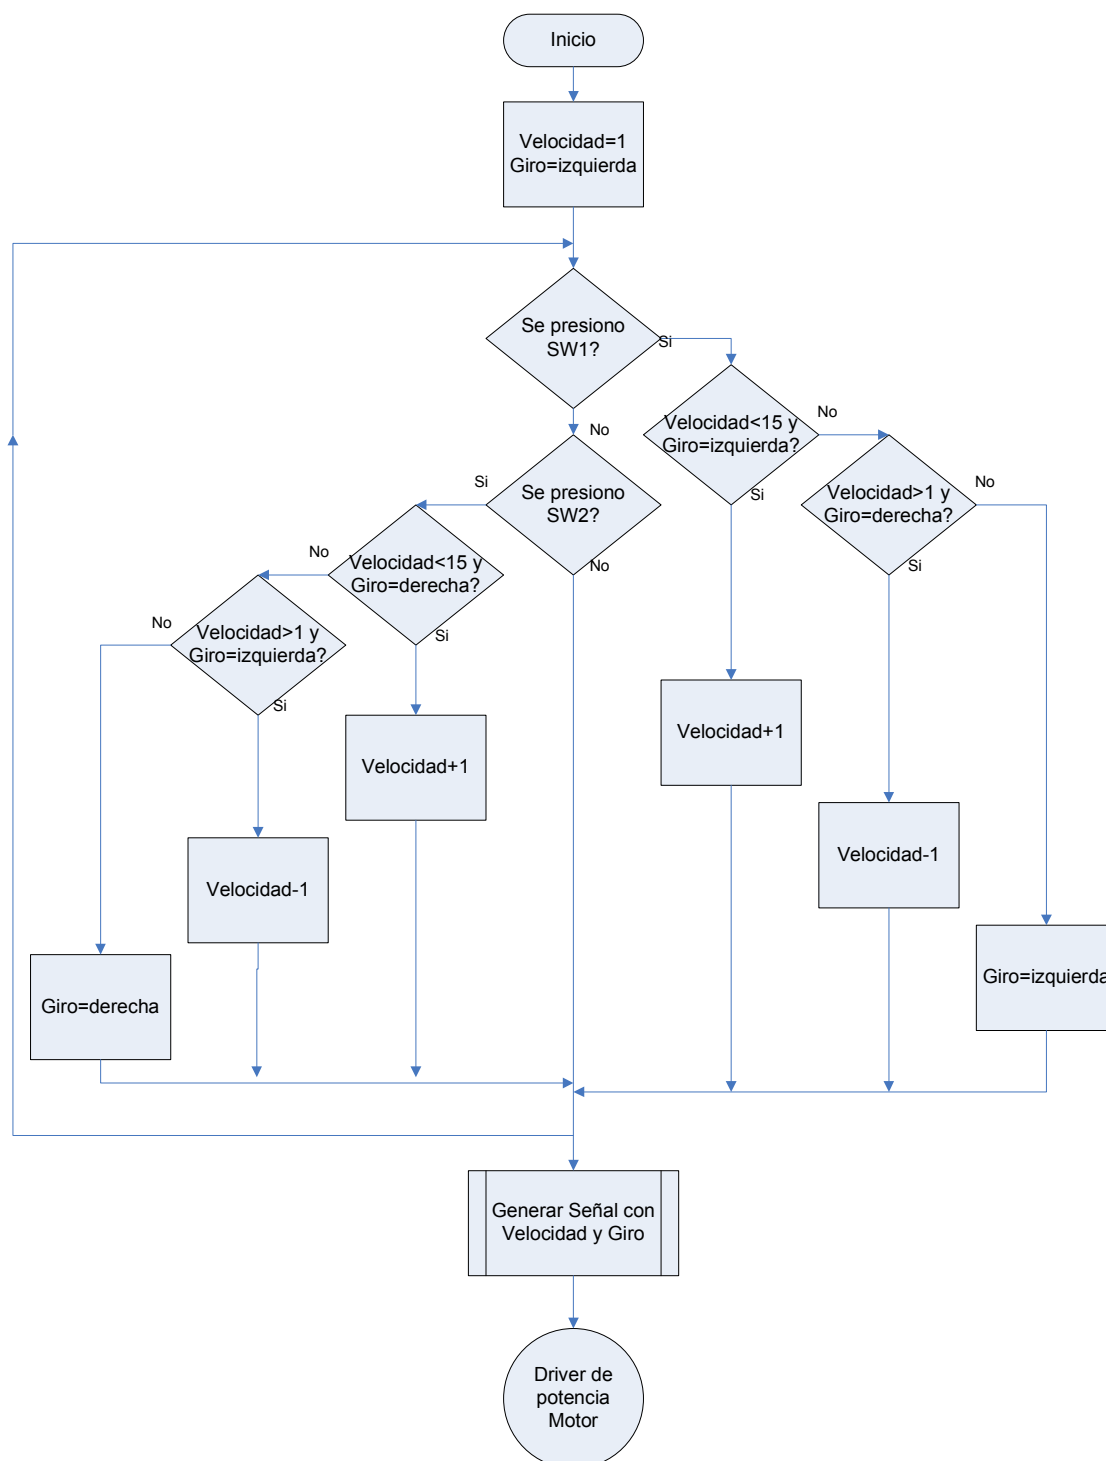 Inicio
Velocidad=1
Giro=izquierda
Se presiono
SW1?
Si
No
Velocidad<15 y
Giro=izquierda?
No
Si
Velocidad>1 y
Giro=derecha?
No
Si
Se presiono
SW2?
Si
No
Velocidad<15 y
Giro=derecha?
No
Si
Velocidad>1 y
Giro=izquierda?
No
Si
Velocidad+1
Velocidad+1
Velocidad-1
Velocidad-1
Giro=derecha
Giro=izquierda
Generar Señal con
Velocidad y Giro
Driver de
potencia
Motor